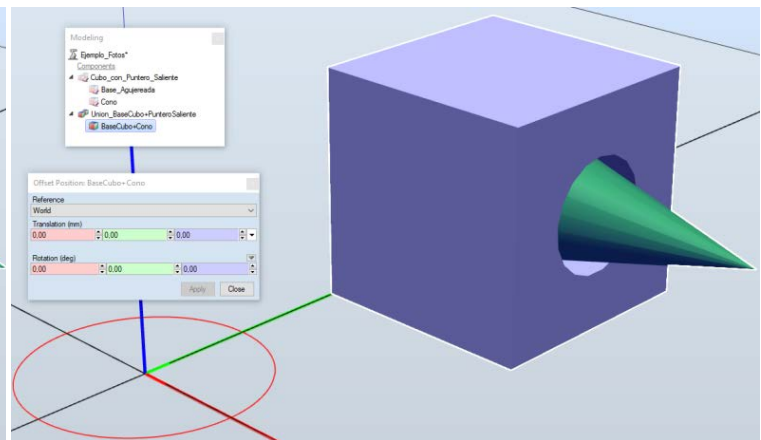 Modeling
Ejemplo_Fotos*
Components
Cubo_con_Puntero_Saliente
Base_Agujereada
Cono
Union_BaseCubo+PunteroSaliente
BaseCubo+Cono
Offset Position: BaseCubo+Cono
Reference
World
Translation (mm)
0,00 0,00 0,00
Rotation (deg)
0,00 0,00 0,00
Apply Close